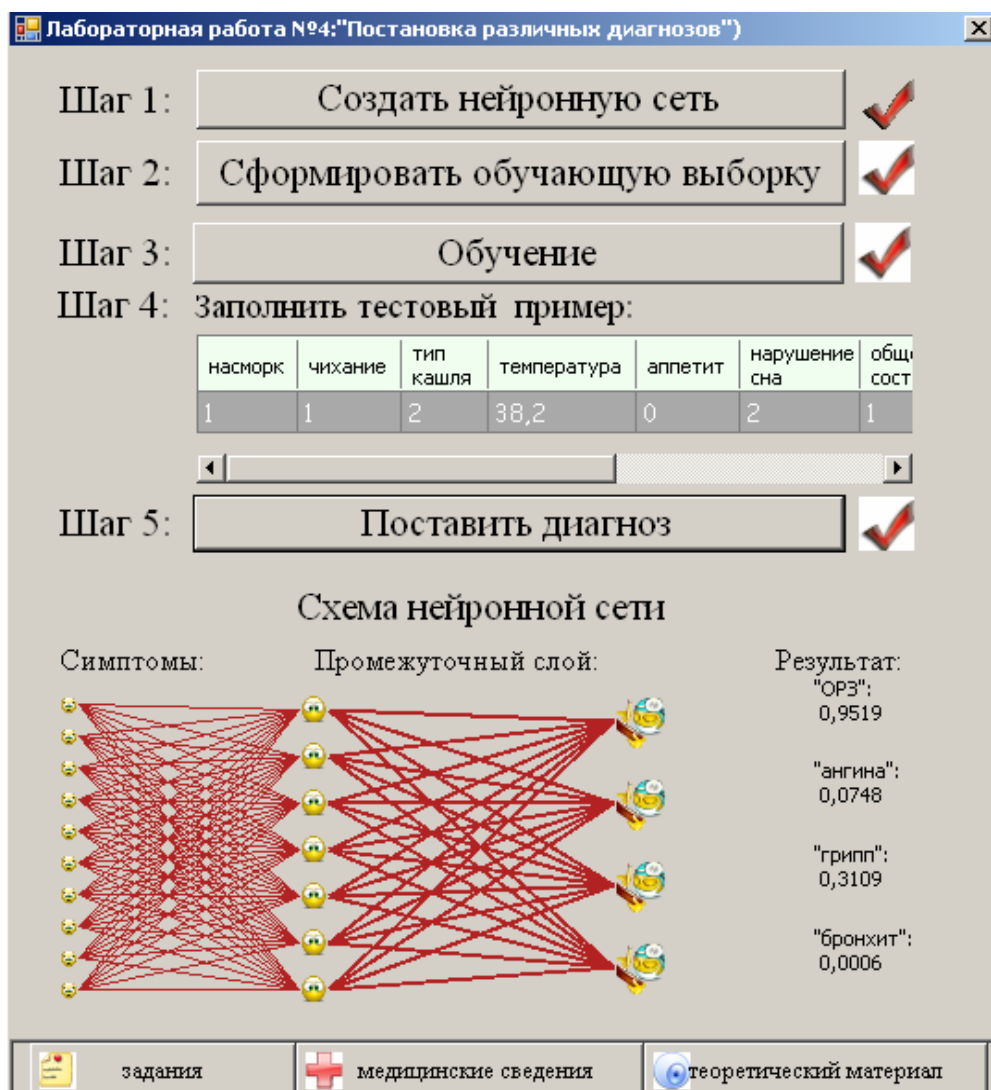 Лабораторная работа №4:"Постановка различных диагнозов")
Шаг 1: Создать нейронную сеть
Шаг 2: Сформировать обучающую выборку
Шаг 3: Обучение
Шаг 4: Заполнить тестовый пример:
насморк чихание тип кашля температура аппетит нарушение сна
1 1 2 38,2 0 2 1
Шаг 5: Поставить диагноз
Схема нейронной сети
Симптомы: Промежуточный слой: Результат:
"ОРЗ":
0,9519
"ангина":
0,0748
"грипп":
0,3109
"бронхит":
0,0006
задания медицинские сведения теоретический материал